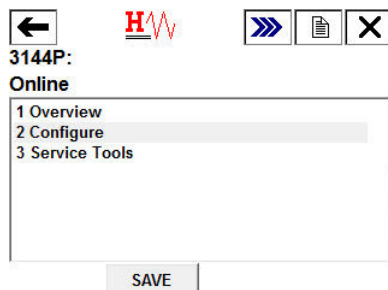 H
3144P:
Online
1 Overview
2 Configure
3 Service Tools
SAVE